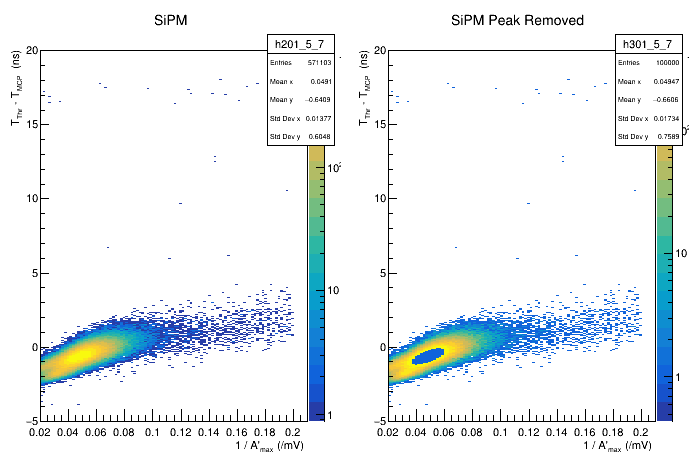 SiPM
h201_5_7
Entries 571103
Mean x 0.0491
Mean y −0.6409
Std Dev x 0.01377
Std Dev y 0.6048
T_Thr - T_MCP (ns)
20
15
10
5
0
−5
0.02 0.04 0.06 0.08 0.1 0.12 0.14 0.16 0.18 0.2
1 / A'_max (/mV)
10
1
SiPM Peak Removed
h301_5_7
Entries 100000
Mean x 0.04947
Mean y −0.6606
Std Dev x 0.01734
Std Dev y 0.7589
T_Thr - T_MCP (ns)
20
15
10
5
0
−5
0.02 0.04 0.06 0.08 0.1 0.12 0.14 0.16 0.18 0.2
1 / A'_max (/mV)
10
1